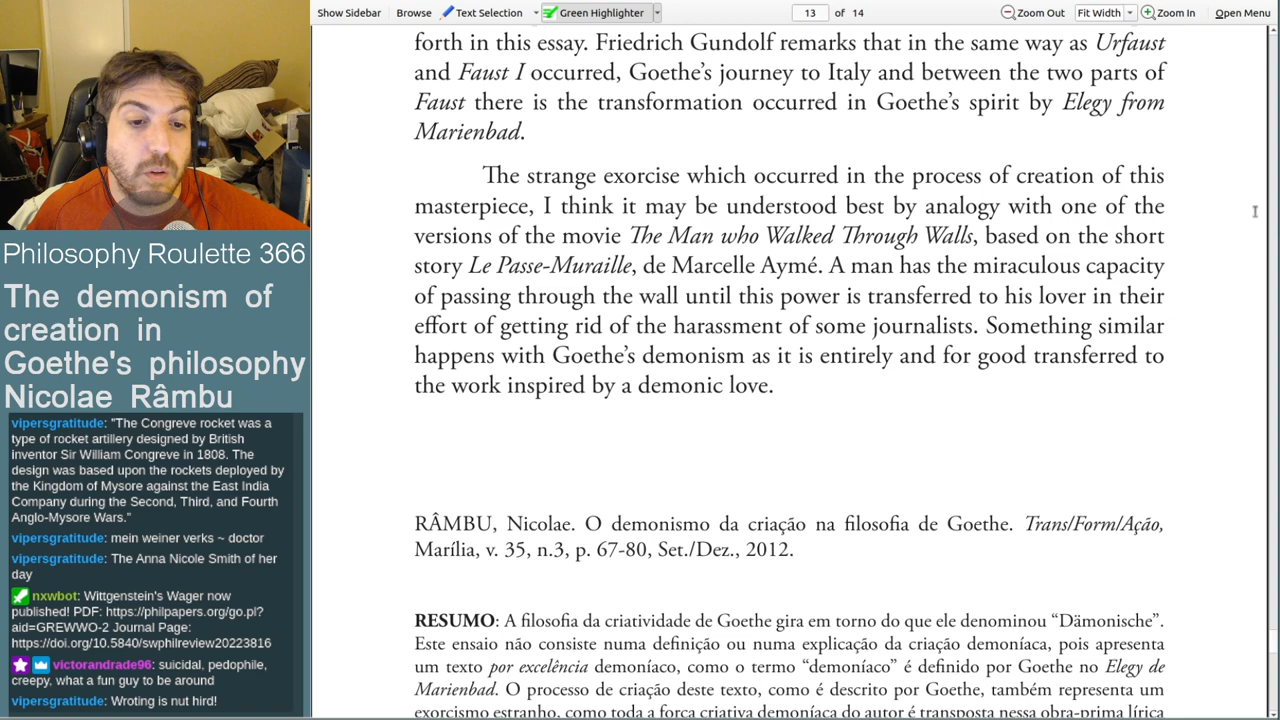 Show Sidebar Browse Text Selection Green Highlighter 13 of 14 Zoom Out Fit Width Zoom In Open Menu
forth in this essay. Friedrich Gundolf remarks that in the same way as Urfaust
and Faust I occurred, Goethe’s journey to Italy and between the two parts of
Faust there is the transformation occurred in Goethe’s spirit by Elegy from
Marienbad.
The strange exorcise which occurred in the process of creation of this
masterpiece, I think it may be understood best by analogy with one of the
versions of the movie The Man who Walked Through Walls, based on the short
story Le Passe-Muraille, de Marcelle Aymé. A man has the miraculous capacity
of passing through the wall until this power is transferred to his lover in their
effort of getting rid of the harassment of some journalists. Something similar
happens with Goethe’s demonism as it is entirely and for good transferred to
the work inspired by a demonic love.
RÂMBU, Nicolae. O demonismo da criação na filosofia de Goethe. Trans/Form/Ação,
Marília, v. 35, n.3, p. 67-80, Set./Dez., 2012.
RESUMO: A filosofia da criatividade de Goethe gira em torno do que ele denominou “Dämonische”.
Este ensaio não consiste numa definição ou numa explicação da criação demoníaca, pois apresenta
um texto por excelência demoníaco, como o termo “demoníaco” é definido por Goethe no Elegy de
Marienbad. O processo de criação deste texto, como é descrito por Goethe, também representa um
exorcismo estranho, como toda a força criativa demoníaca do autor é transposta nessa obra-prima lírica
Philosophy Roulette 366
The demonism of
creation in
Goethe's philosophy
Nicolae Râmbu
vipersgratitude: "The Congreve rocket was a
type of rocket artillery designed by British
inventor Sir William Congreve in 1808. The
design was based upon the rockets deployed by
the Kingdom of Mysore against the East India
Company during the Second, Third, and Fourth
Anglo-Mysore Wars."
vipersgratitude: mein weiner verks ~ doctor
vipersgratitude: The Anna Nicole Smith of her
day
nxwbot: Wittgenstein's Wager now
published! PDF: https://philpapers.org/go.pl?
aid=GREWWO-2 Journal Page:
https://doi.org/10.5840/swphilreview20223816
victorandrade96: suicidal, pedophile,
creepy, what a fun guy to be around
vipersgratitude: Wroting is nut hird!